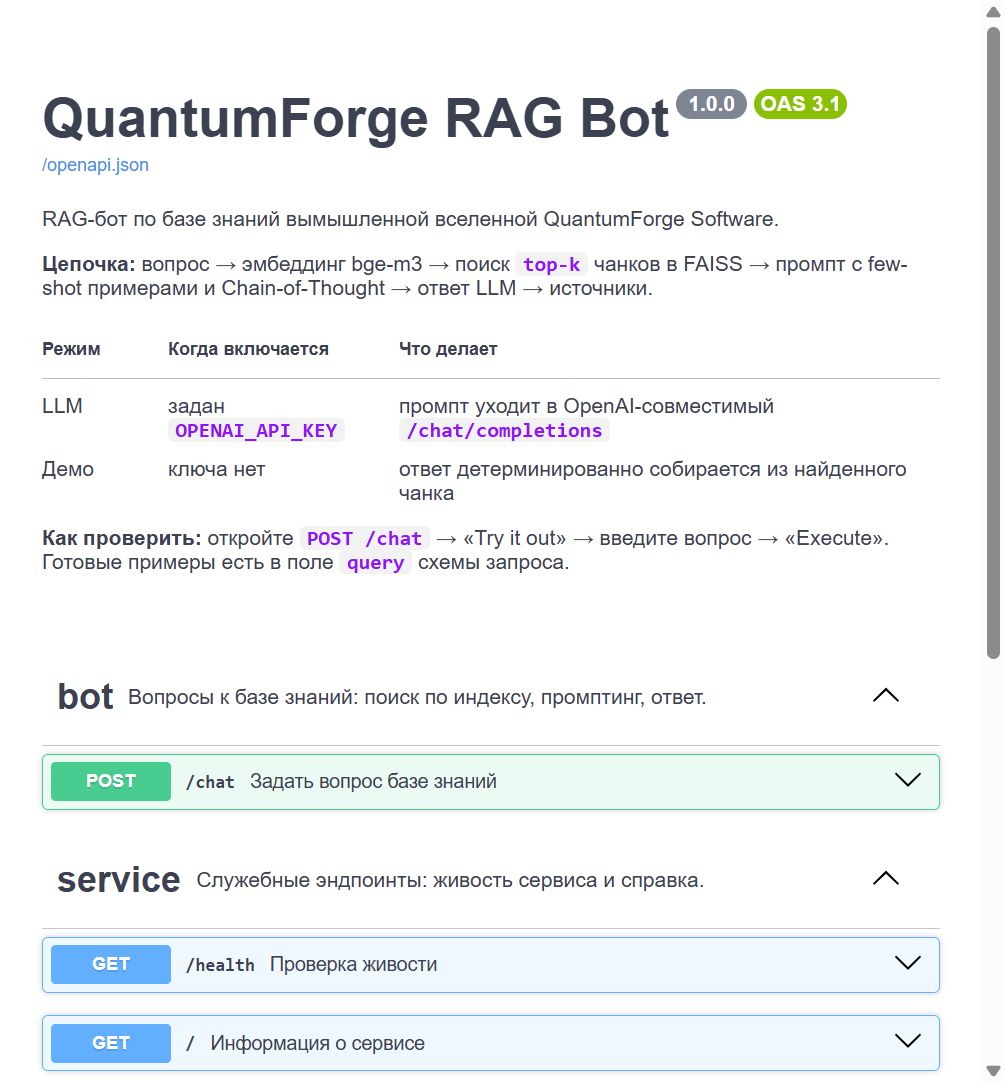 QuantumForge RAG Bot 1.0.0 OAS 3.1
/openapi.json
RAG-бот по базе знаний вымышленной вселенной QuantumForge Software.
Цепочка: вопрос → эмбеддинг bge-m3 → поиск top-k чанков в FAISS → промпт с few-
shot примерами и Chain-of-Thought → ответ LLM → источники.
Режим Когда включается Что делает
LLM задан промпт уходит в OpenAI-совместимый
OPENAI_API_KEY /chat/completions
Демо ключа нет ответ детерминированно собирается из найденного
чанка
Как проверить: откройте POST /chat → «Try it out» → введите вопрос → «Execute».
Готовые примеры есть в поле query схемы запроса.
bot Вопросы к базе знаний: поиск по индексу, промптинг, ответ.
POST /chat Задать вопрос базе знаний
service Служебные эндпоинты: живость сервиса и справка.
GET /health Проверка живости
GET / Информация о сервисе